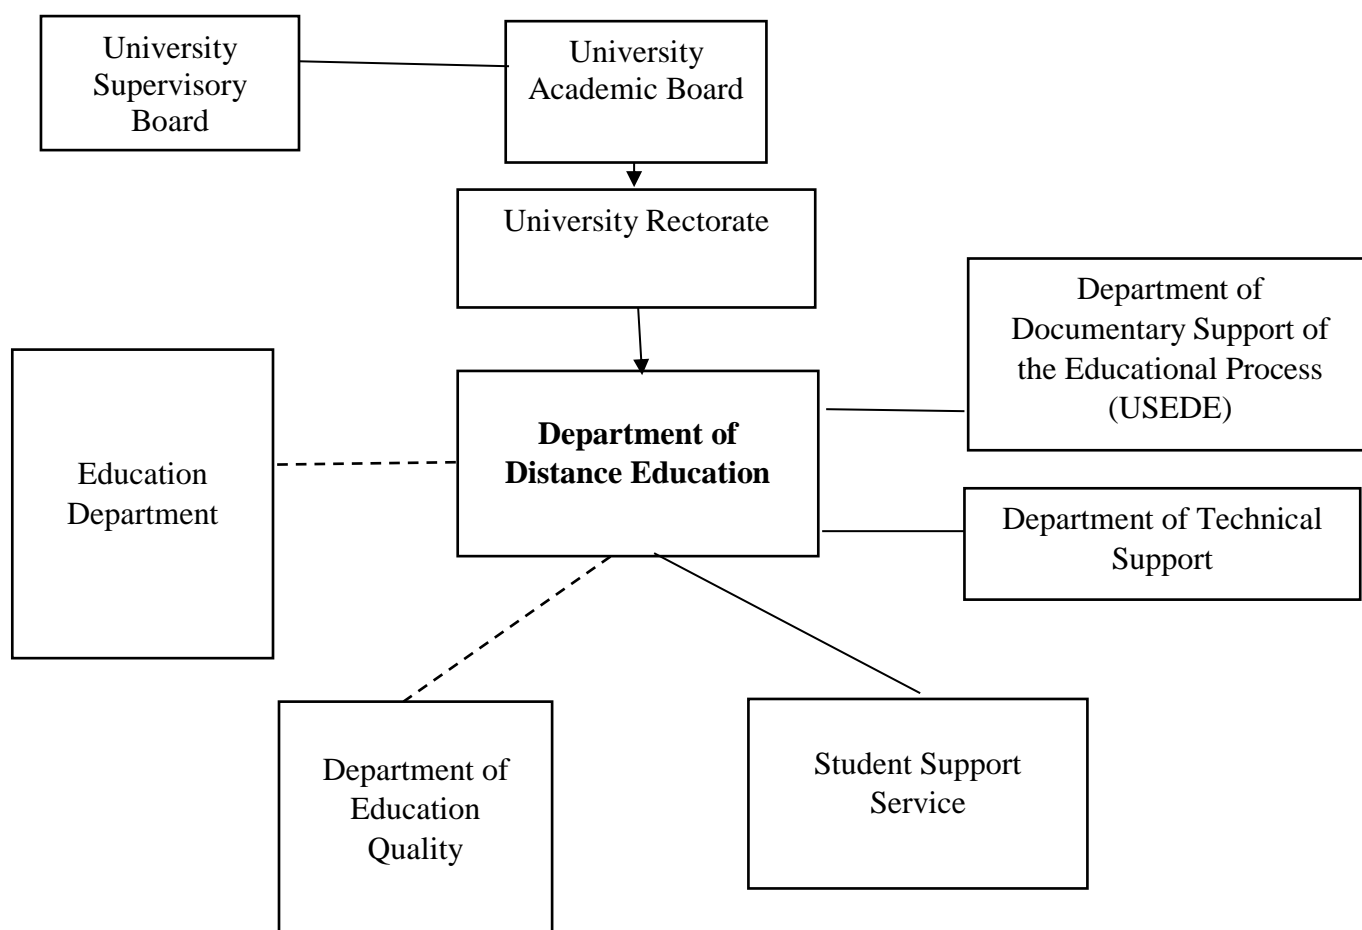 University
Supervisory
Board
University
Academic Board
University Rectorate
Department of
Documentary Support of
the Educational Process
(USEDE)
Education
Department
Department of
Distance Education
Department of Technical
Support
Department of
Education
Quality
Student Support
Service